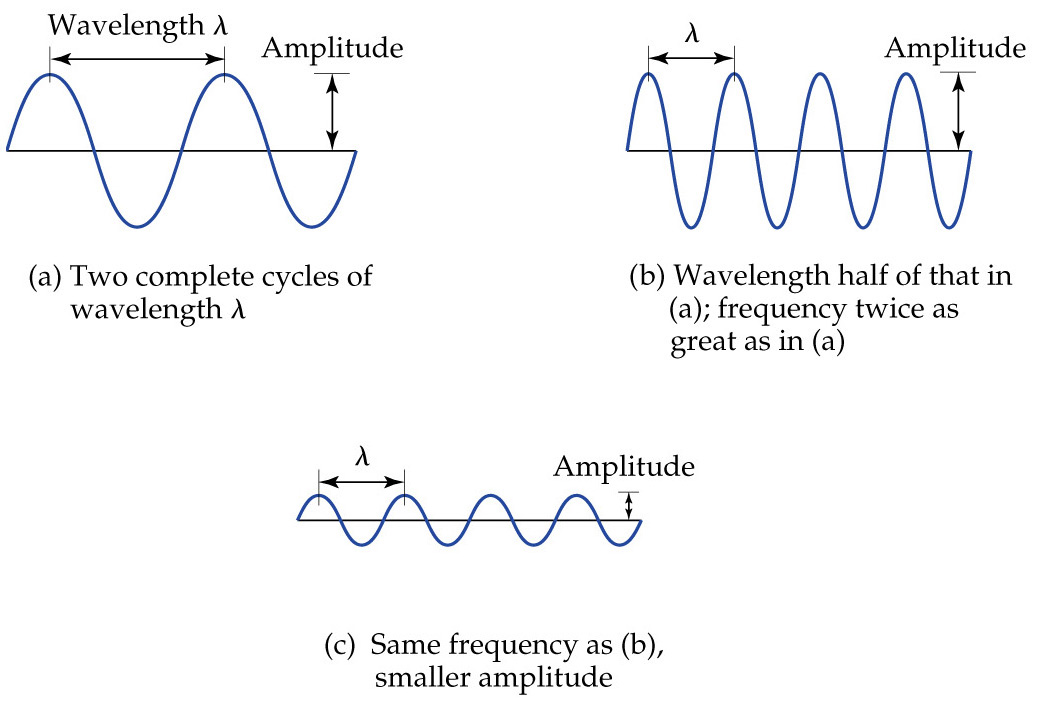 Wavelength λ
Amplitude
(a) Two complete cycles of
wavelength λ
λ
Amplitude
(b) Wavelength half of that in
(a); frequency twice as
great as in (a)
λ
Amplitude
(c) Same frequency as (b),
smaller amplitude